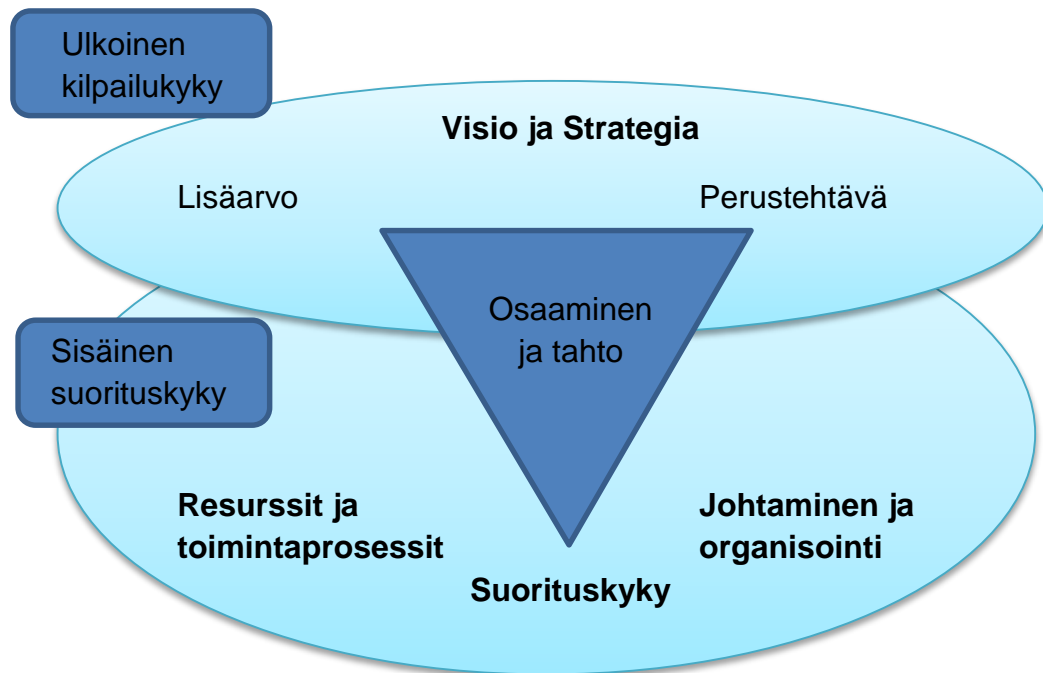 Ulkoinen
kilpailukyky
Visio ja Strategia
Lisäarvo
Perustehtävä
Osaaminen
ja tahto
Sisäinen
suorituskyky
Resurssit ja
toimintaprosessit
Johtaminen ja
organisointi
Suorituskyky